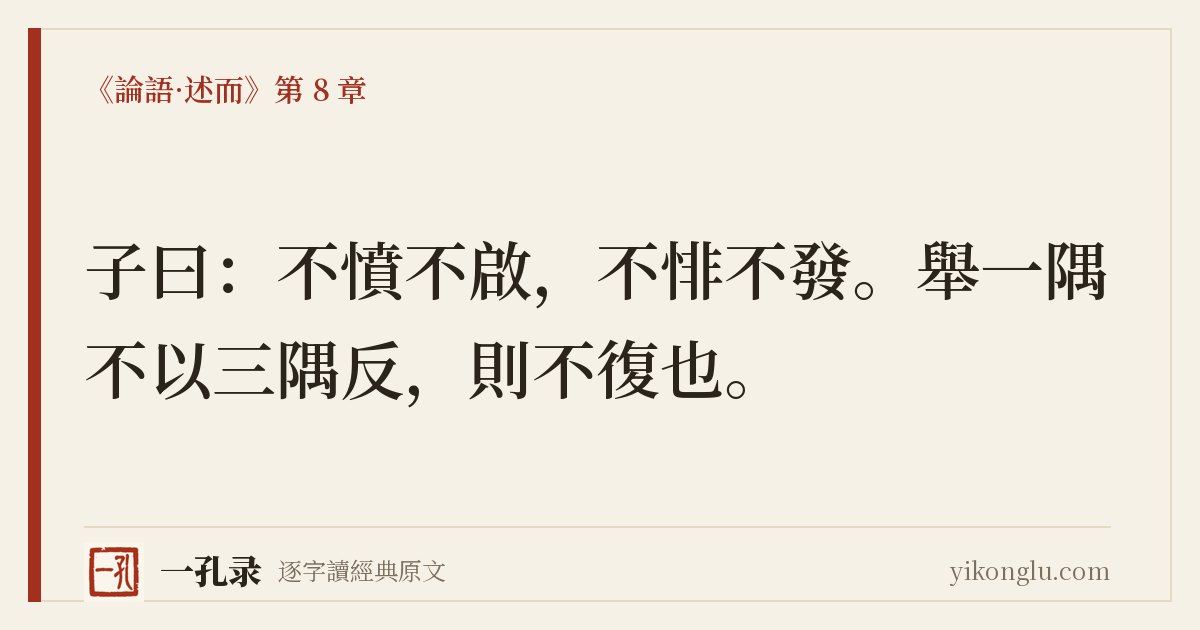 《論語·述而》第 8 章
子曰：不憤不啟，不悱不發。舉一隅
不以三隅反，則不復也。
一孔
一孔录 逐字讀經典原文
yikonglu.com